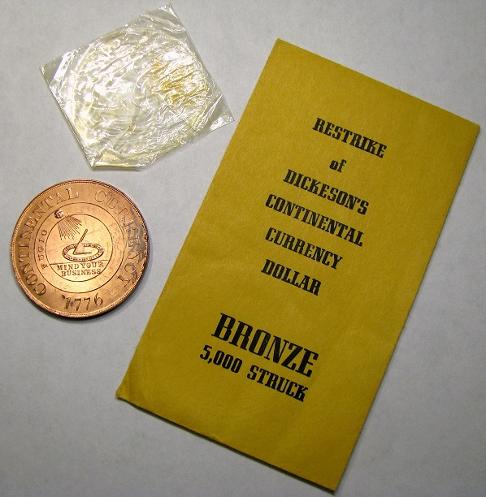 CONTINENTAL CURRENCY
FUGIO
MIND YOUR
BUSINESS
1776
RESTRIKE
of
DICKESON'S
CONTINENTAL
CURRENCY
DOLLAR
BRONZE
5,000 STRUCK